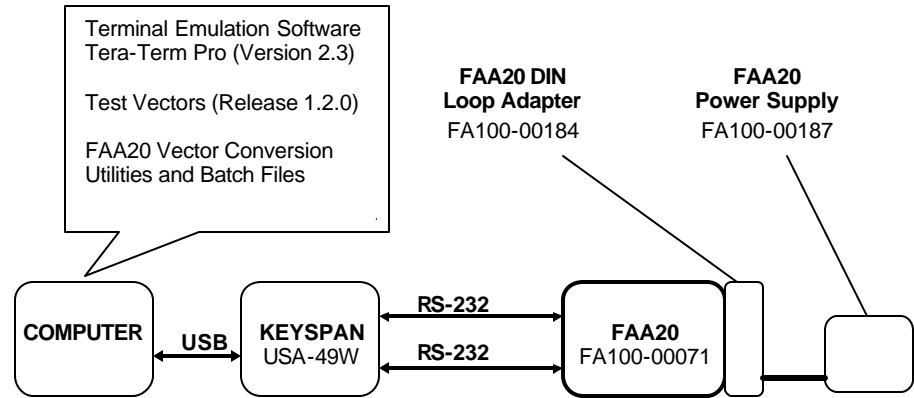 Terminal Emulation Software
Tera-Term Pro (Version 2.3)
Test Vectors (Release 1.2.0)
FAA20 Vector Conversion
Utilities and Batch Files
FAA20 DIN
Loop Adapter
FA100-00184
FAA20
Power Supply
FA100-00187
COMPUTER
USB
KEYSPAN
USA-49W
RS-232
RS-232
FAA20
FA100-00071